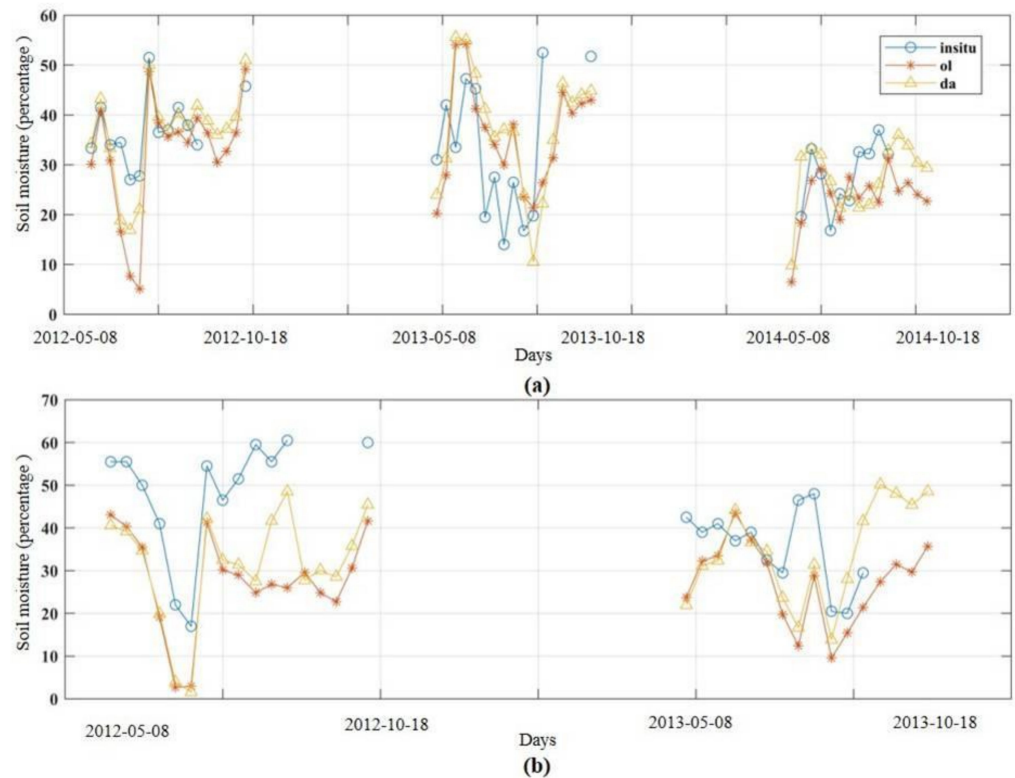 60
50
40
30
20
10
0
Soil moisture (percentage )
insitu
ol
da
2012-05-08 2012-10-18 2013-05-08 2013-10-18 2014-05-08 2014-10-18
Days
(a)
70
60
50
40
30
20
10
0
Soil moisture (percentage )
2012-05-08 2012-10-18 2013-05-08 2013-10-18
Days
(b)